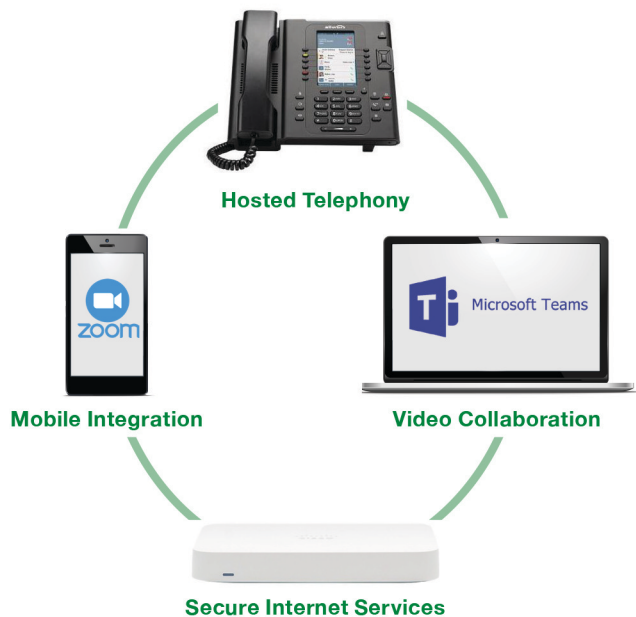 Hosted Telephony
zoom
Microsoft Teams
Mobile Integration
Video Collaboration
Secure Internet Services